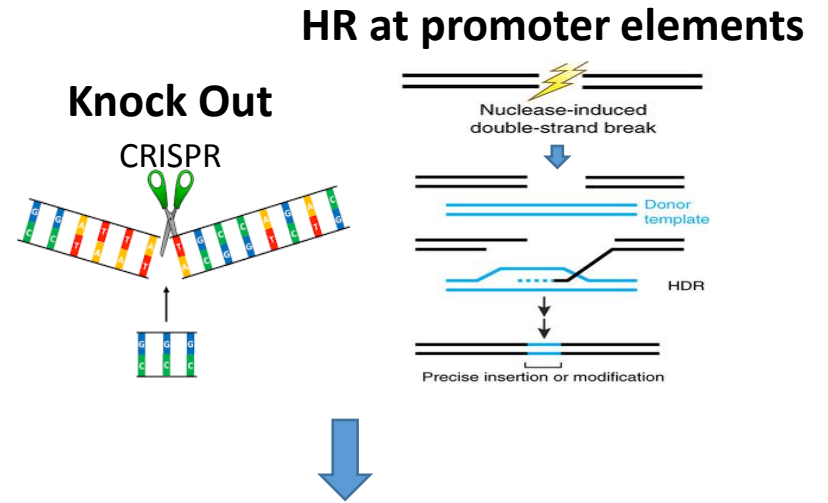 HR at promoter elements
Knock Out
CRISPR
Nuclease-induced
double-strand break
Donor
template
HDR
Precise insertion or modification
G G A T T T A
C C T A A A T
T G C C A G A C
A C G G T C T G
G G G
C C C